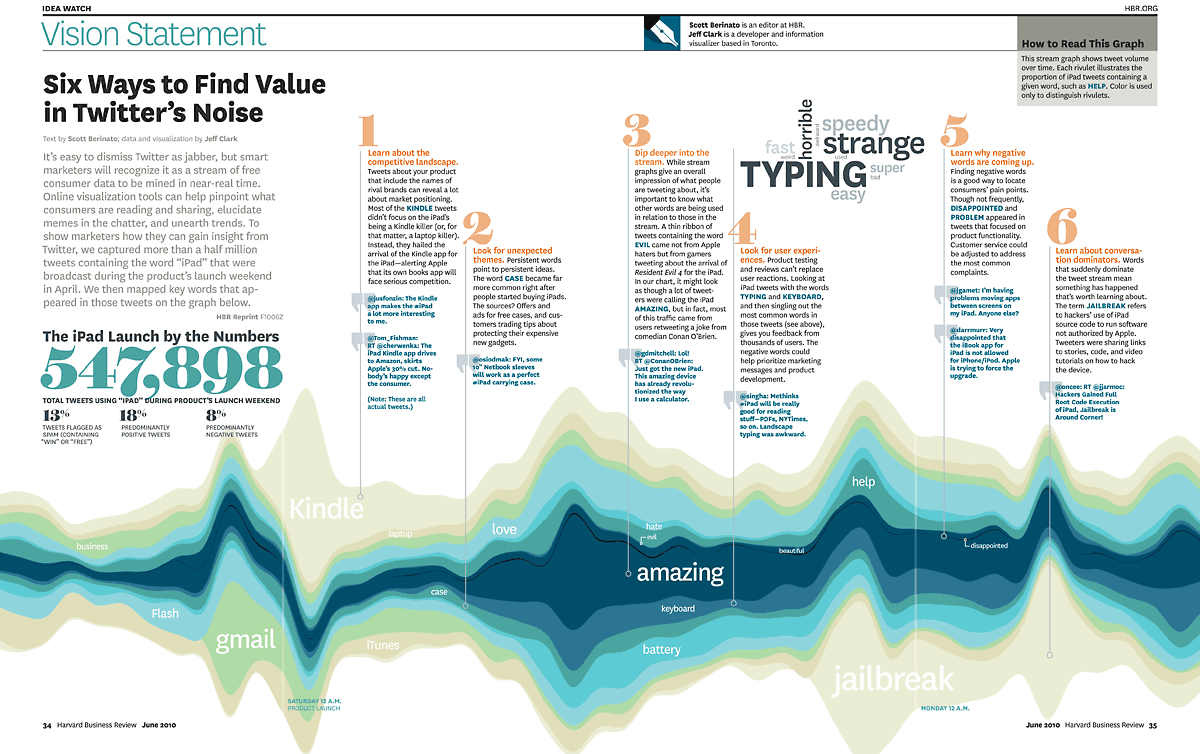 IDEA WATCH
HBR.ORG
Vision Statement
Scott Berinato is an editor at HBR.
Jeff Clark is a developer and information
visualizer based in Toronto.
How to Read This Graph
This stream graph shows tweet volume
over time. Each rivulet illustrates the
proportion of iPad tweets containing a
given word, such as HELP. Color is used
only to distinguish rivulets.
Six Ways to Find Value
in Twitter’s Noise
Text by Scott Berinato; data and visualization by Jeff Clark
It’s easy to dismiss Twitter as jabber, but smart
marketers will recognize it as a stream of free
consumer data to be mined in near-real time.
Online visualization tools can help pinpoint what
consumers are reading and sharing, elucidate
memes in the chatter, and unearth trends. To
show marketers how they can gain insight from
Twitter, we captured more than a half million
tweets containing the word “iPad” that were
broadcast during the product’s launch weekend
in April. We then mapped key words that ap-
peared in those tweets on the graph below.
HBR Reprint F1006Z
The iPad Launch by the Numbers
547,898
TOTAL TWEETS USING “IPAD” DURING PRODUCT’S LAUNCH WEEKEND
13%
TWEETS FLAGGED AS
SPAM (CONTAINING
“WIN” OR “FREE”)
18%
PREDOMINANTLY
POSITIVE TWEETS
8%
PREDOMINANTLY
NEGATIVE TWEETS
1
Learn about the
competitive landscape.
Tweets about your product
that include the names of
rival brands can reveal a lot
about market positioning.
Most of the KINDLE tweets
didn’t focus on the iPad’s
being a Kindle killer (or, for
that matter, a laptop killer).
Instead, they hailed the
arrival of the Kindle app for
the iPad—alerting Apple
that its own books app will
face serious competition.
@jusfonzin: The Kindle
app makes the #iPad
a lot more interesting
to me.
@Tom_Fishman:
RT @cherwenka: The
iPad Kindle app drives
to Amazon, skirts
Apple’s 30% cut. No-
body’s happy except
the consumer.
(Note: These are all
actual tweets.)
2
Look for unexpected
themes. Persistent words
point to persistent ideas.
The word CASE became far
more common right after
people started buying iPads.
The sources? Offers and
ads for free cases, and cus-
tomers trading tips about
protecting their expensive
new gadgets.
@osiodmak: FYI, some
10" Netbook sleeves
will work as a perfect
#iPad carrying case.
3
Dip deeper into the
stream. While stream
graphs give an overall
impression of what people
are tweeting about, it’s
important to know what
other words are being used
in relation to those in the
stream. A thin ribbon of
tweets containing the word
EVIL came not from Apple
haters but from gamers
tweeting about the arrival of
Resident Evil 4 for the iPad.
In our chart, it might look
as though a lot of tweet-
ers were calling the iPad
AMAZING, but in fact, most
of this traffic came from
users retweeting a joke from
comedian Conan O’Brien.
@gdmitchell: Lol!
RT @ConanOBrien:
Just got the new iPad.
This amazing device
has already revolu-
tionized the way
I use a calculator.
horrible
awkward
speedy
fast
weird
strange
used
TYPING
super
bad
easy
4
Look for user experi-
ences. Product testing
and reviews can’t replace
user reactions. Looking at
iPad tweets with the words
TYPING and KEYBOARD,
and then singling out the
most common words in
those tweets (see above),
gives you feedback from
thousands of users. The
negative words could
help prioritize marketing
messages and product
development.
@singha: Methinks
#iPad will be really
good for reading
stuff—PDFs, NYTimes,
so on. Landscape
typing was awkward.
5
Learn why negative
words are coming up.
Finding negative words
is a good way to locate
consumers’ pain points.
Though not frequently,
DISAPPOINTED and
PROBLEM appeared in
tweets that focused on
product functionality.
Customer service could
be adjusted to address
the most common
complaints.
@jgamet: I’m having
problems moving apps
between screens on
my iPad. Anyone else?
@darrmurr: Very
disappointed that
the iBook app for
iPad is not allowed
for iPhone/iPod. Apple
is trying to force the
upgrade.
6
Learn about conversa-
tion dominators. Words
that suddenly dominate
the tweet stream mean
something has happened
that’s worth learning about.
The term JAILBREAK refers
to hackers’ use of iPad
source code to run software
not authorized by Apple.
Tweeters were sharing links
to stories, code, and video
tutorials on how to hack
the device.
@oncee: RT @jjarmoc:
Hackers Gained Full
Root Code Execution
of iPad, Jailbreak is
Around Corner!
business
Flash
gmail
Kindle
laptop
case
iTunes
love
hate
evil
amazing
keyboard
battery
beautiful
help
disappointed
jailbreak
SATURDAY 12 A.M.
PRODUCT LAUNCH
MONDAY 12 A.M.
34 Harvard Business Review June 2010
June 2010 Harvard Business Review 35